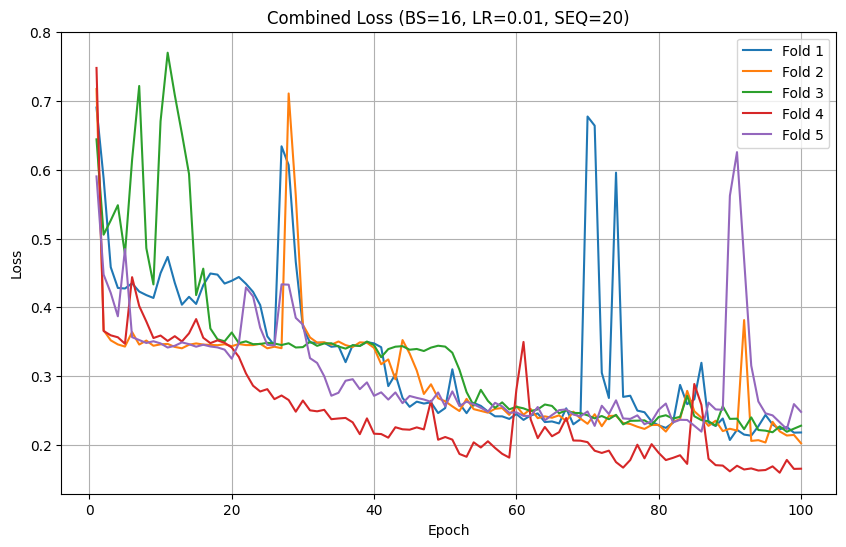 Combined Loss (BS=16, LR=0.01, SEQ=20)
Fold 1
Fold 2
Fold 3
Fold 4
Fold 5
Loss
0.8
0.7
0.6
0.5
0.4
0.3
0.2
0 20 40 60 80 100
Epoch